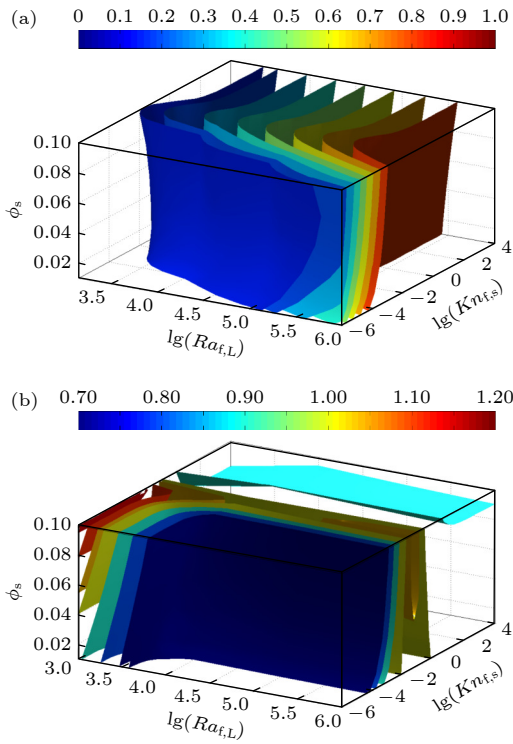 (a)
0 0.1 0.2 0.3 0.4 0.5 0.6 0.7 0.8 0.9 1.0
0.10
0.08
0.06
0.04
0.02
ϕs
3.5 4.0 4.5 5.0 5.5 6.0
lg(Raf,L)
−6 −4 −2 0 2 4
lg(Knf,s)
(b)
0.70 0.80 0.90 1.00 1.10 1.20
0.10
0.08
0.06
0.04
0.02
ϕs
3.0 3.5 4.0 4.5 5.0 5.5 6.0
lg(Raf,L)
−6 −4 −2 0 2 4
lg(Knf,s)